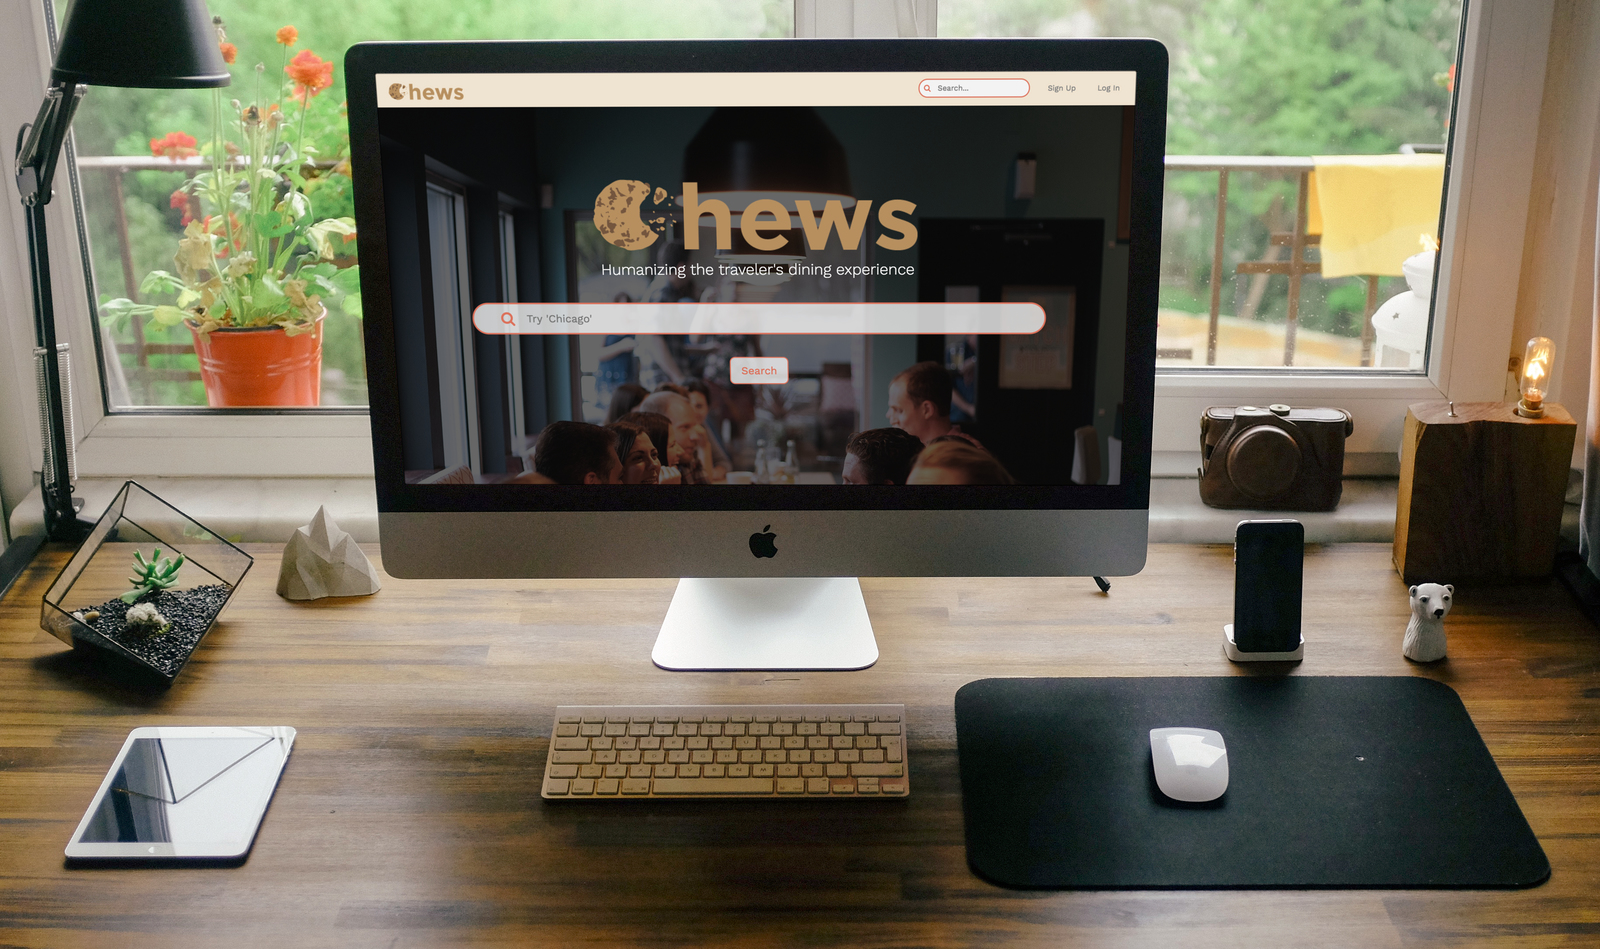 Chews
Search...
Sign Up
Log In
Chews
Humanizing the traveler's dining experience
Try 'Chicago'
Search